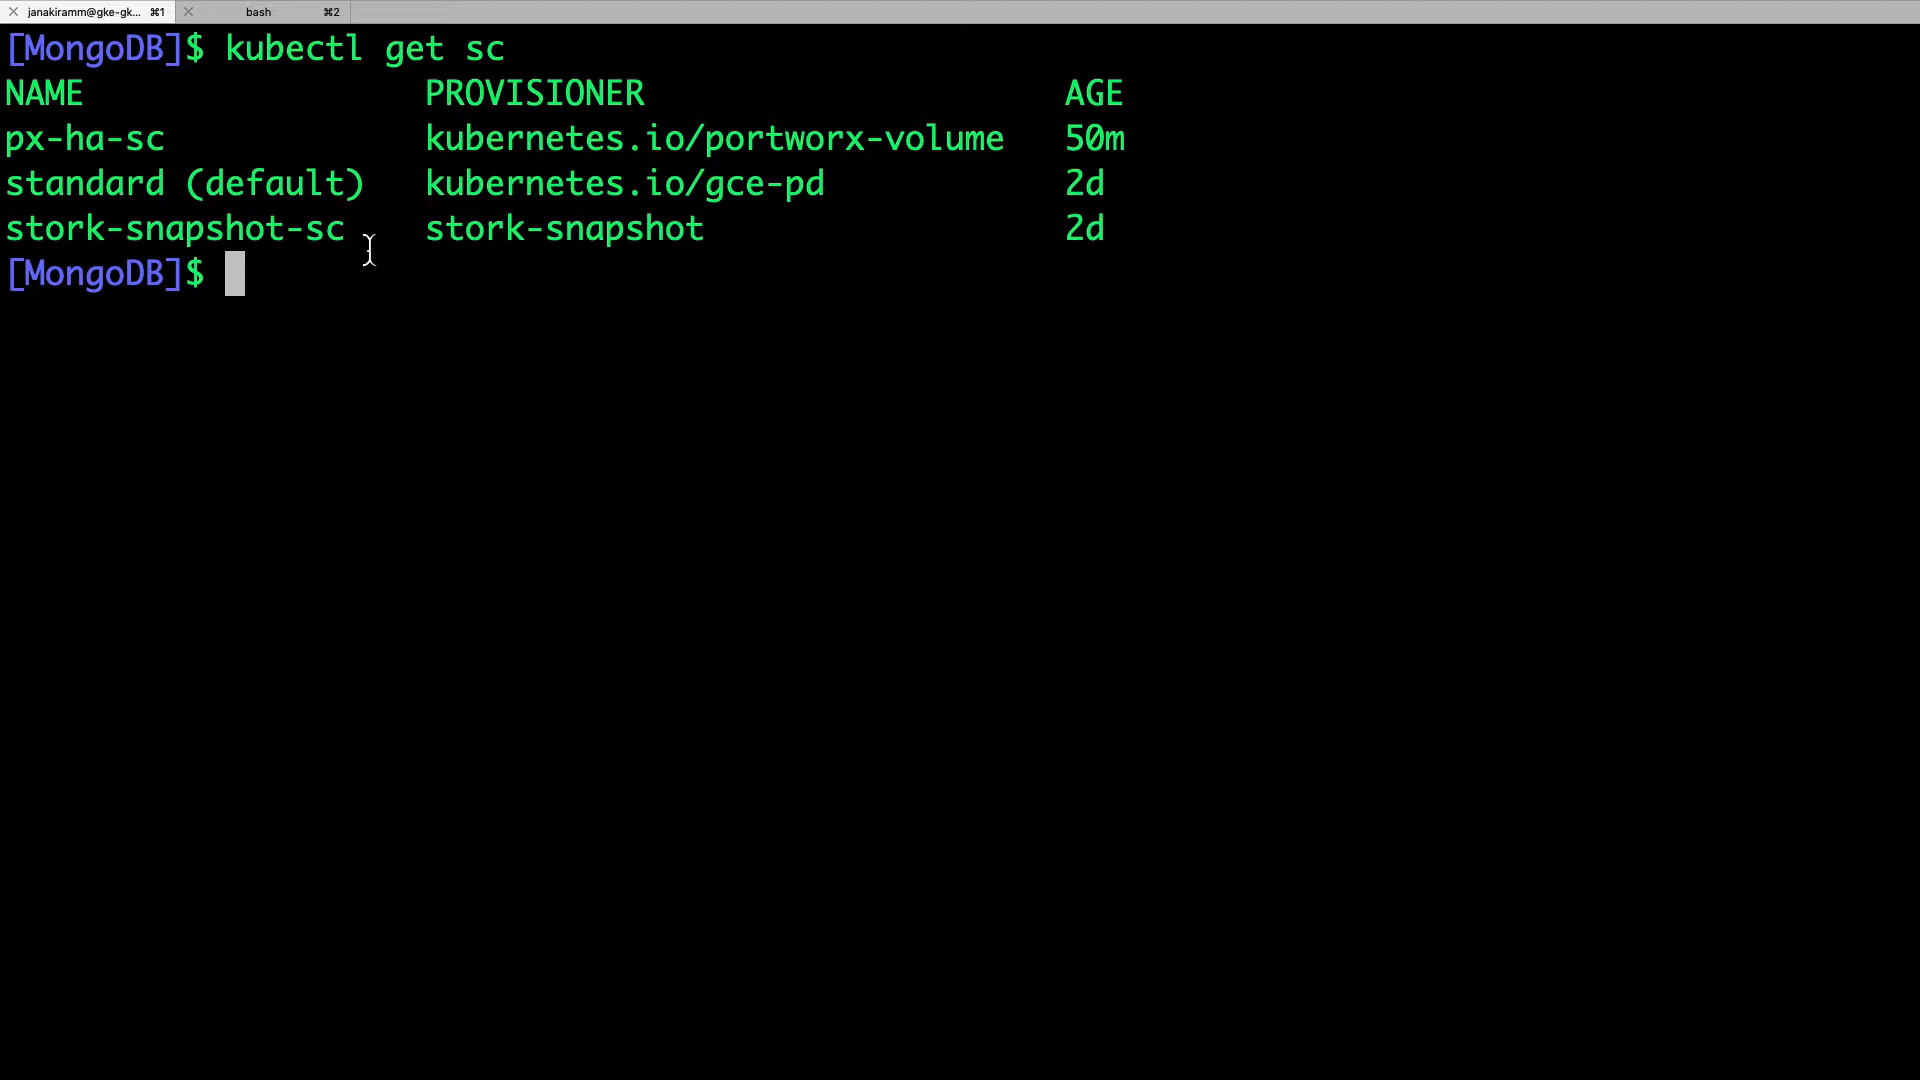 janakiramm@gke-gk... ⌘1 bash ⌘2
[MongoDB]$ kubectl get sc
NAME PROVISIONER AGE
px-ha-sc kubernetes.io/portworx-volume 50m
standard (default) kubernetes.io/gce-pd 2d
stork-snapshot-sc stork-snapshot 2d
[MongoDB]$